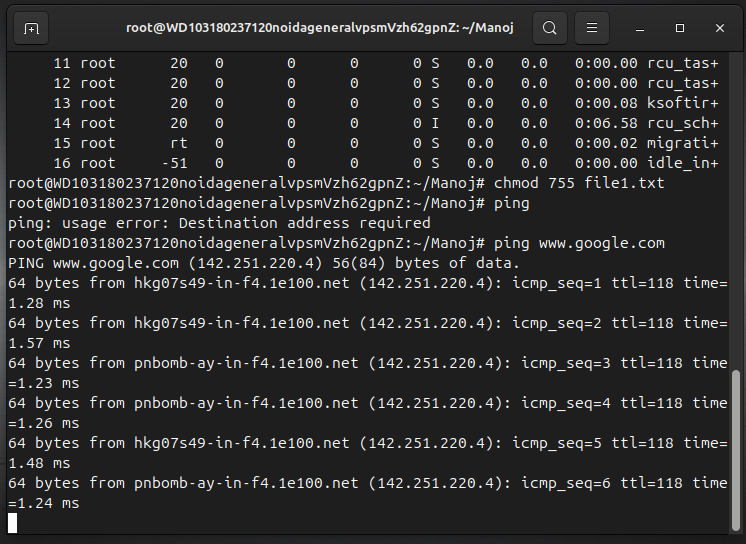 root@WD103180237120noidageneralvpsmVzh62gpnZ: ~/Manoj
11 root 20 0 0 0 0 S 0.0 0.0 0:00.00 rcu_tas+
12 root 20 0 0 0 0 S 0.0 0.0 0:00.00 rcu_tas+
13 root 20 0 0 0 0 S 0.0 0.0 0:00.08 ksoftir+
14 root 20 0 0 0 0 I 0.0 0.0 0:06.58 rcu_sch+
15 root rt 0 0 0 0 S 0.0 0.0 0:00.02 migrati+
16 root -51 0 0 0 0 S 0.0 0.0 0:00.00 idle_in+
root@WD103180237120noidageneralvpsmVzh62gpnZ:~/Manoj# chmod 755 file1.txt
root@WD103180237120noidageneralvpsmVzh62gpnZ:~/Manoj# ping
ping: usage error: Destination address required
root@WD103180237120noidageneralvpsmVzh62gpnZ:~/Manoj# ping www.google.com
PING www.google.com (142.251.220.4) 56(84) bytes of data.
64 bytes from hkg07s49-in-f4.1e100.net (142.251.220.4): icmp_seq=1 ttl=118 time=
1.28 ms
64 bytes from hkg07s49-in-f4.1e100.net (142.251.220.4): icmp_seq=2 ttl=118 time=
1.57 ms
64 bytes from pnbomb-ay-in-f4.1e100.net (142.251.220.4): icmp_seq=3 ttl=118 time
=1.23 ms
64 bytes from pnbomb-ay-in-f4.1e100.net (142.251.220.4): icmp_seq=4 ttl=118 time
=1.26 ms
64 bytes from hkg07s49-in-f4.1e100.net (142.251.220.4): icmp_seq=5 ttl=118 time=
1.48 ms
64 bytes from pnbomb-ay-in-f4.1e100.net (142.251.220.4): icmp_seq=6 ttl=118 time
=1.24 ms